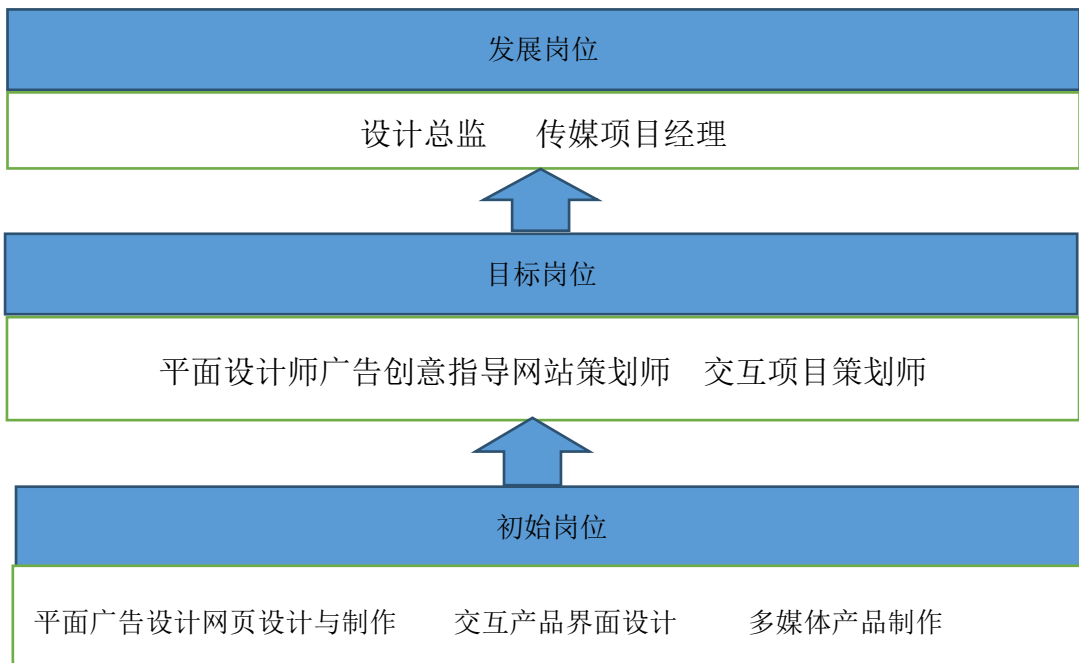 发展岗位
设计总监 传媒项目经理
目标岗位
平面设计师广告创意指导网站策划师 交互项目策划师
初始岗位
平面广告设计网页设计与制作 交互产品界面设计 多媒体产品制作